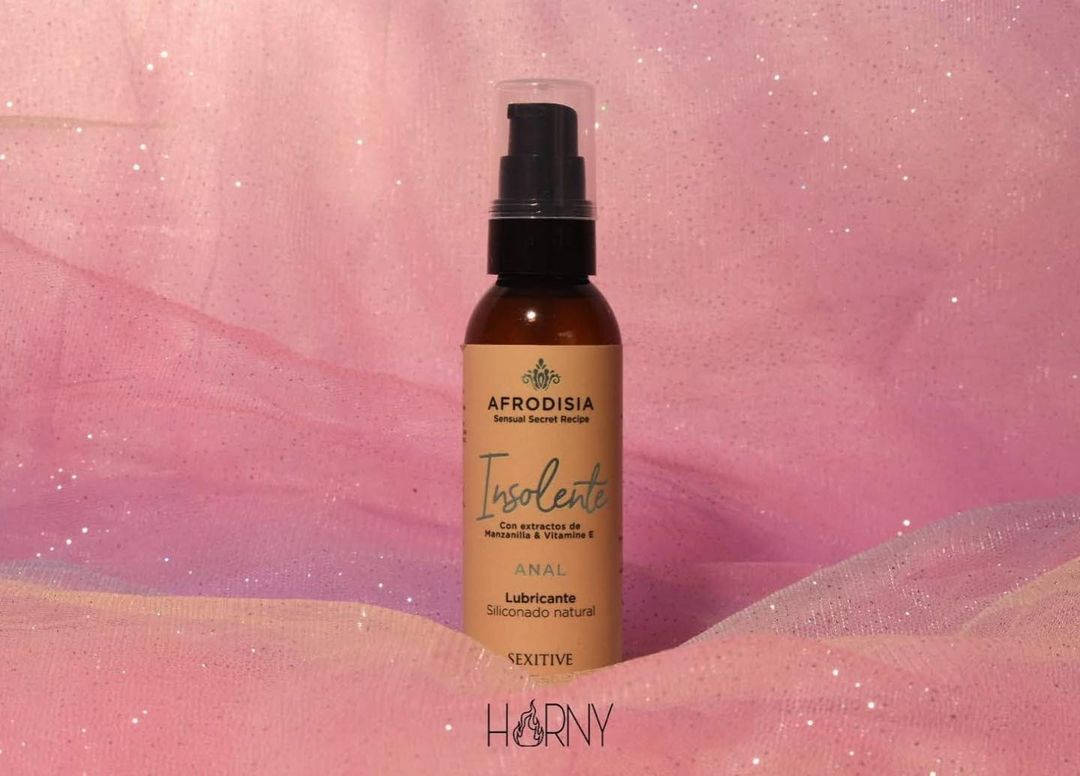 AFRODISIA
Sensual Secret Recipe
Insolente
Con extractos de
Manzanilla & Vitamine E
ANAL
Lubricante
Siliconado natural
SEXITIVE
HORNY